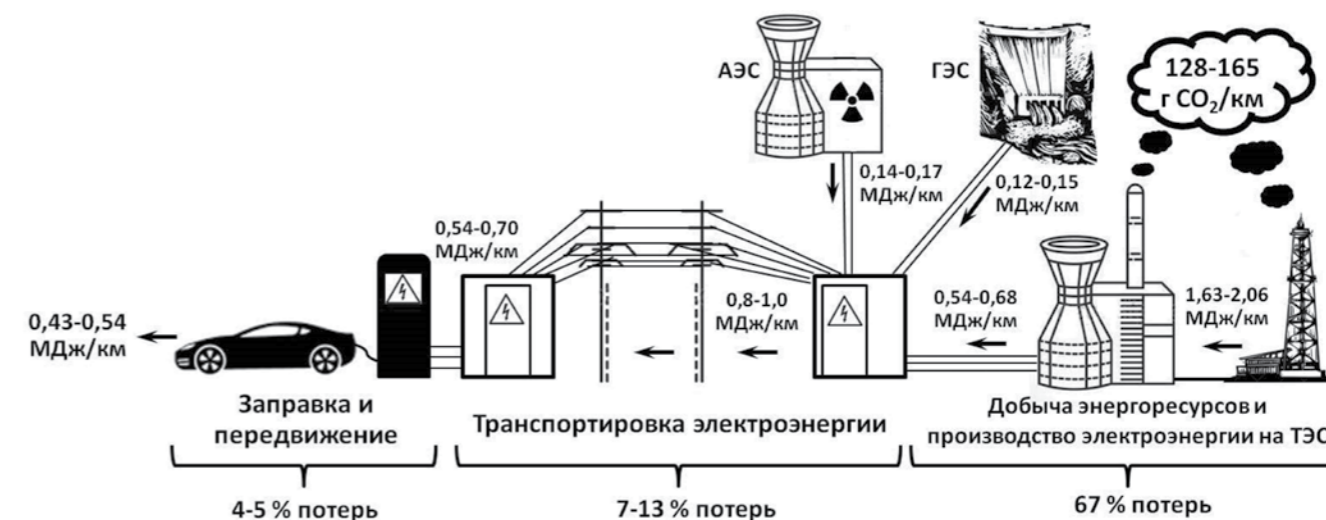 АЭС
ГЭС
128-165
г CO₂/км
0,14-0,17
МДж/км
0,12-0,15
МДж/км
0,54-0,70
МДж/км
0,8-1,0
МДж/км
0,54-0,68
МДж/км
1,63-2,06
МДж/км
0,43-0,54
МДж/км
Заправка и
передвижение
Транспортировка электроэнергии
Добыча энергоресурсов и
производство электроэнергии на ТЭС
4-5 % потерь
7-13 % потерь
67 % потерь